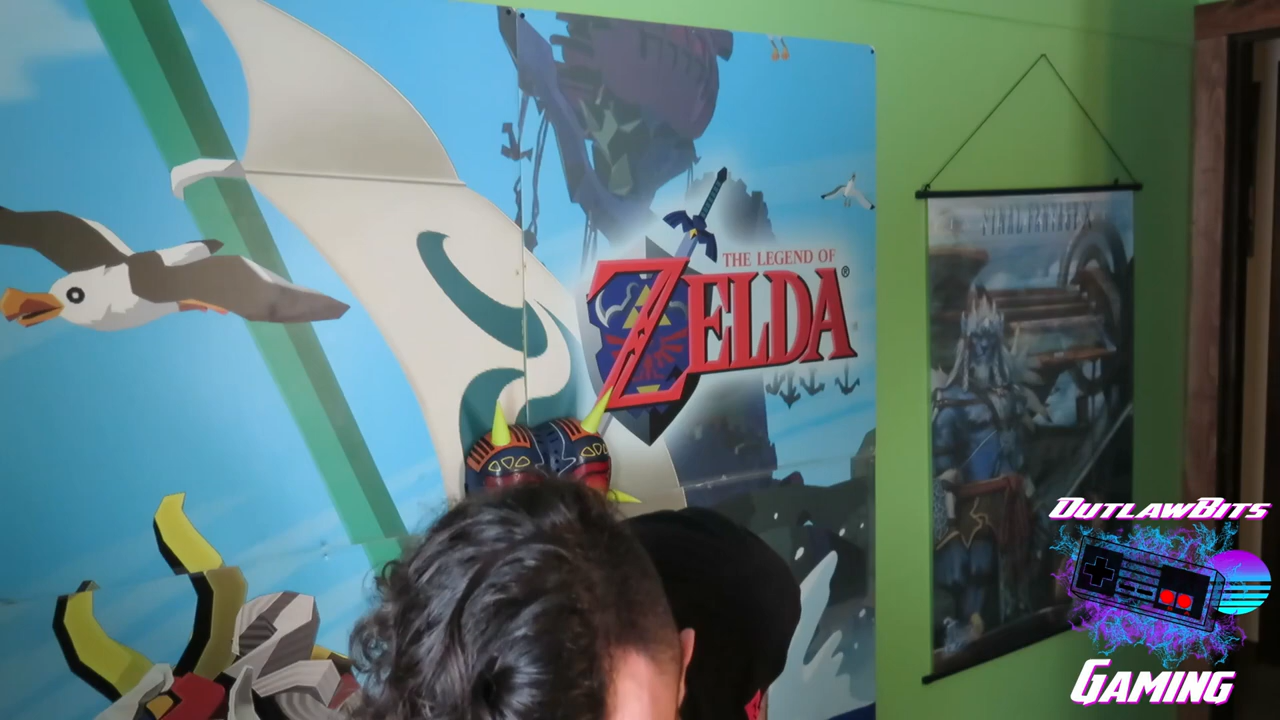 THE LEGEND OF
ZELDA®
FINAL FANTASY X
OUTLAWBITS
GAMING